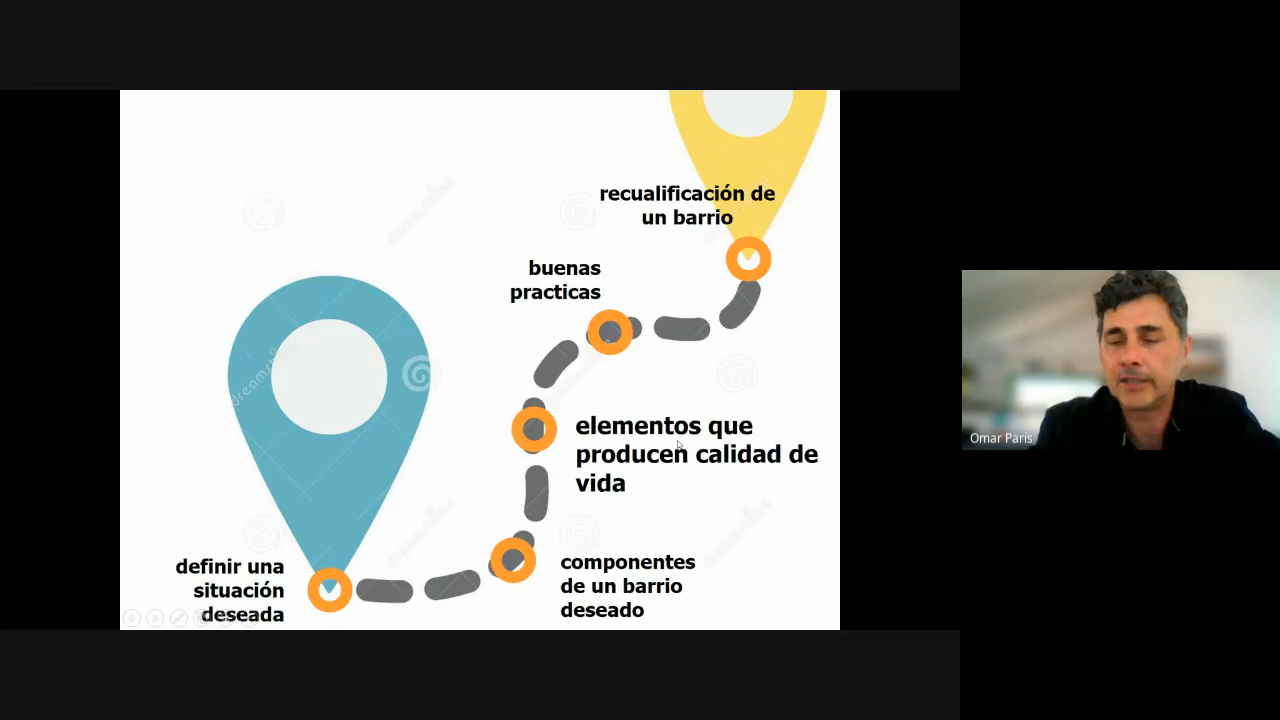 recualificación de
un barrio
buenas
practicas
elementos que
producen calidad de
vida
componentes
de un barrio
deseado
definir una
situación
deseada
Omar Paris